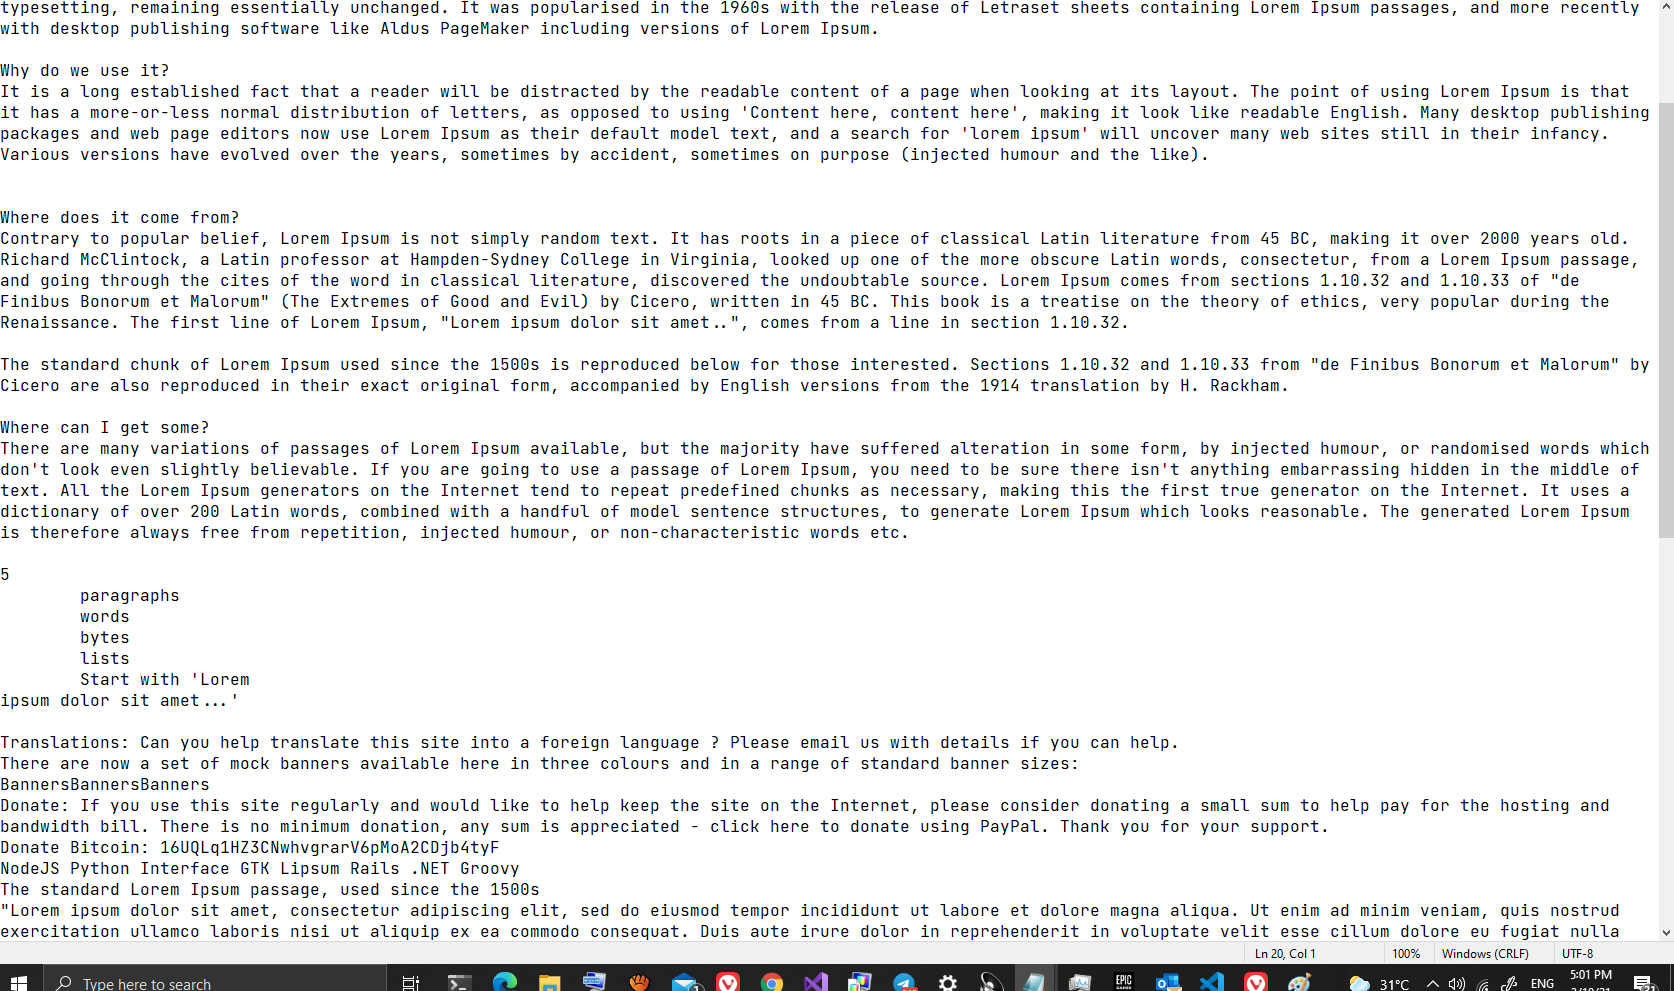 typesetting, remaining essentially unchanged. It was popularised in the 1960s with the release of Letraset sheets containing Lorem Ipsum passages, and more recently
with desktop publishing software like Aldus PageMaker including versions of Lorem Ipsum.
Why do we use it?
It is a long established fact that a reader will be distracted by the readable content of a page when looking at its layout. The point of using Lorem Ipsum is that
it has a more-or-less normal distribution of letters, as opposed to using 'Content here, content here', making it look like readable English. Many desktop publishing
packages and web page editors now use Lorem Ipsum as their default model text, and a search for 'lorem ipsum' will uncover many web sites still in their infancy.
Various versions have evolved over the years, sometimes by accident, sometimes on purpose (injected humour and the like).
Where does it come from?
Contrary to popular belief, Lorem Ipsum is not simply random text. It has roots in a piece of classical Latin literature from 45 BC, making it over 2000 years old.
Richard McClintock, a Latin professor at Hampden-Sydney College in Virginia, looked up one of the more obscure Latin words, consectetur, from a Lorem Ipsum passage,
and going through the cites of the word in classical literature, discovered the undoubtable source. Lorem Ipsum comes from sections 1.10.32 and 1.10.33 of "de
Finibus Bonorum et Malorum" (The Extremes of Good and Evil) by Cicero, written in 45 BC. This book is a treatise on the theory of ethics, very popular during the
Renaissance. The first line of Lorem Ipsum, "Lorem ipsum dolor sit amet..", comes from a line in section 1.10.32.
The standard chunk of Lorem Ipsum used since the 1500s is reproduced below for those interested. Sections 1.10.32 and 1.10.33 from "de Finibus Bonorum et Malorum" by
Cicero are also reproduced in their exact original form, accompanied by English versions from the 1914 translation by H. Rackham.
Where can I get some?
There are many variations of passages of Lorem Ipsum available, but the majority have suffered alteration in some form, by injected humour, or randomised words which
don't look even slightly believable. If you are going to use a passage of Lorem Ipsum, you need to be sure there isn't anything embarrassing hidden in the middle of
text. All the Lorem Ipsum generators on the Internet tend to repeat predefined chunks as necessary, making this the first true generator on the Internet. It uses a
dictionary of over 200 Latin words, combined with a handful of model sentence structures, to generate Lorem Ipsum which looks reasonable. The generated Lorem Ipsum
is therefore always free from repetition, injected humour, or non-characteristic words etc.
5
paragraphs
words
bytes
lists
Start with 'Lorem
ipsum dolor sit amet...'
Translations: Can you help translate this site into a foreign language ? Please email us with details if you can help.
There are now a set of mock banners available here in three colours and in a range of standard banner sizes:
BannersBannersBanners
Donate: If you use this site regularly and would like to help keep the site on the Internet, please consider donating a small sum to help pay for the hosting and
bandwidth bill. There is no minimum donation, any sum is appreciated - click here to donate using PayPal. Thank you for your support.
Donate Bitcoin: 16UQLq1HZ3CNwhvgrarV6pMoA2CDjb4tyF
NodeJS Python Interface GTK Lipsum Rails .NET Groovy
The standard Lorem Ipsum passage, used since the 1500s
"Lorem ipsum dolor sit amet, consectetur adipiscing elit, sed do eiusmod tempor incididunt ut labore et dolore magna aliqua. Ut enim ad minim veniam, quis nostrud
exercitation ullamco laboris nisi ut aliquip ex ea commodo consequat. Duis aute irure dolor in reprehenderit in voluptate velit esse cillum dolore eu fugiat nulla
Ln 20, Col 1
100%
Windows (CRLF)
UTF-8
Type here to search
EPIC
31°C
ENG
5:01 PM